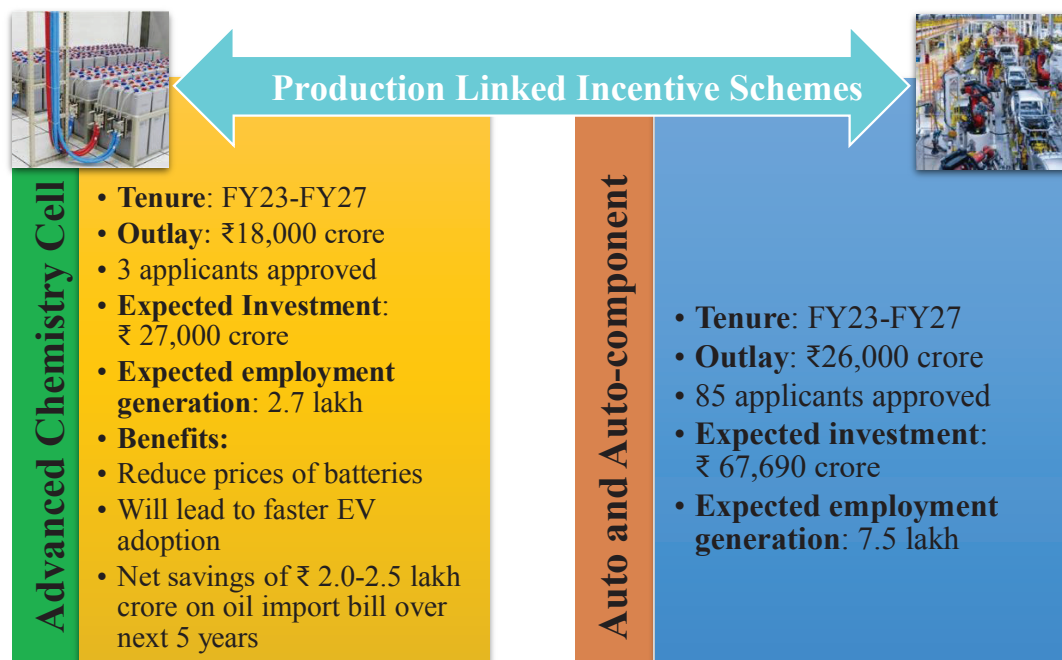 Production Linked Incentive Schemes
Advanced Chemistry Cell
• Tenure: FY23-FY27
• Outlay: ₹18,000 crore
• 3 applicants approved
• Expected Investment:
₹ 27,000 crore
• Expected employment
generation: 2.7 lakh
• Benefits:
• Reduce prices of batteries
• Will lead to faster EV
adoption
• Net savings of ₹ 2.0-2.5 lakh
crore on oil import bill over
next 5 years
Auto and Auto-component
• Tenure: FY23-FY27
• Outlay: ₹26,000 crore
• 85 applicants approved
• Expected investment:
₹ 67,690 crore
• Expected employment
generation: 7.5 lakh